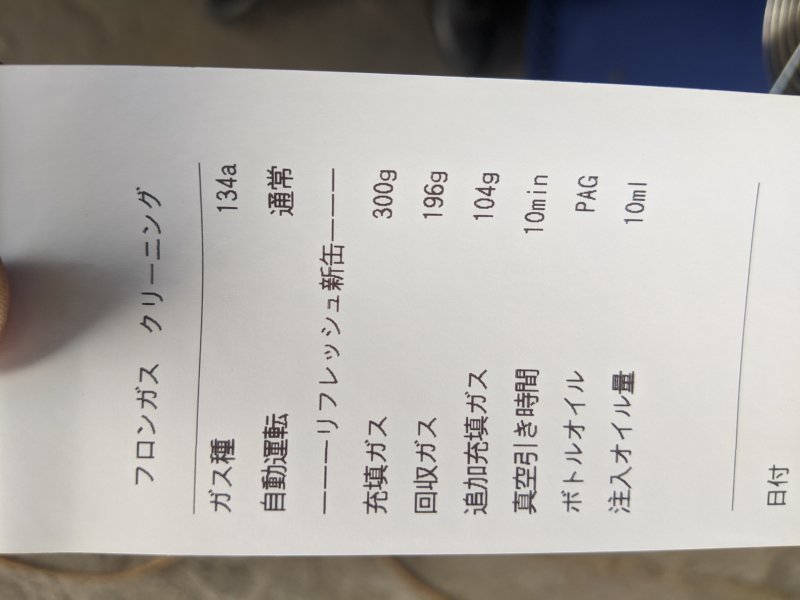 フロンガス クリーニング
ガス種 134a
自動運転 通常
ーーーリフレッシュ新缶ーーー
充填ガス 300g
回収ガス 196g
追加充填ガス 104g
真空引き時間 10min
ボトルオイル PAG
注入オイル量 10ml
日付